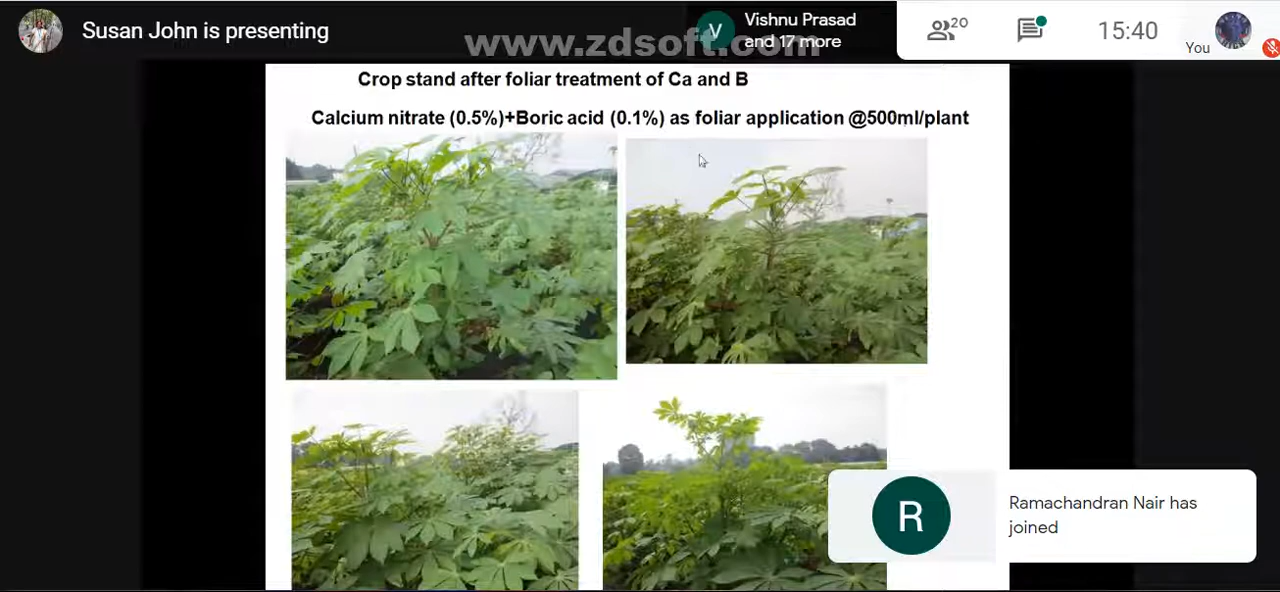 Susan John is presenting
V
Vishnu Prasad
and 17 more
20
15:40
You
www.zdsoft.com
Crop stand after foliar treatment of Ca and B
Calcium nitrate (0.5%)+Boric acid (0.1%) as foliar application @500ml/plant
R
Ramachandran Nair has
joined